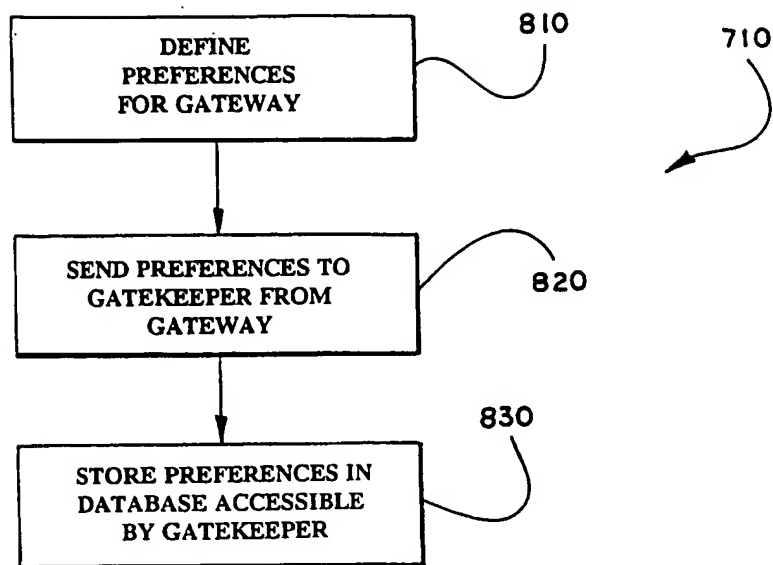 810
710
DEFINE
PREFERENCES
FOR GATEWAY
SEND PREFERENCES TO
GATEKEEPER FROM
GATEWAY
820
830
STORE PREFERENCES IN
DATABASE ACCESSIBLE
BY GATEKEEPER